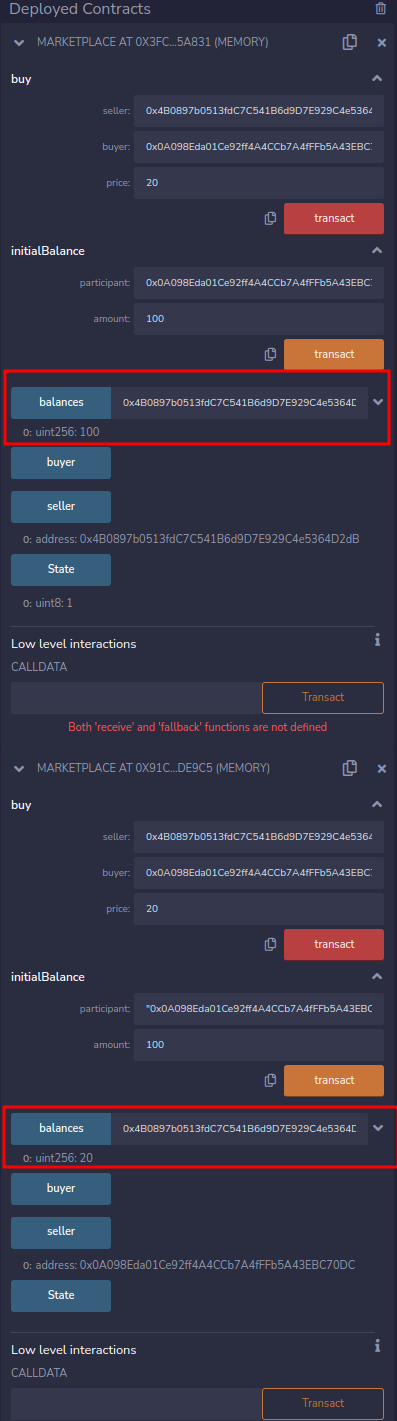 Deployed Contracts
MARKETPLACE AT 0X3FC...5A831 (MEMORY)
buy
seller: 0x4B0897b0513fdC7C541B6d9D7E929C4e5364
buyer: 0x0A098Eda01Ce92ff4A4CCb7A4fFFb5A43EBC7
price: 20
transact
initialBalance
participant: 0x0A098Eda01Ce92ff4A4CCb7A4fFFb5A43EBC7
amount: 100
transact
balances 0x4B0897b0513fdC7C541B6d9D7E929C4e5364D
0: uint256: 100
buyer
seller
0: address: 0x4B0897b0513fdC7C541B6d9D7E929C4e5364D2dB
State
0: uint8: 1
Low level interactions
CALLDATA
Transact
Both 'receive' and 'fallback' functions are not defined
MARKETPLACE AT 0X91C...DE9C5 (MEMORY)
buy
seller: 0x4B0897b0513fdC7C541B6d9D7E929C4e5364
buyer: 0x0A098Eda01Ce92ff4A4CCb7A4fFFb5A43EBC7
price: 20
transact
initialBalance
participant: "0x0A098Eda01Ce92ff4A4CCb7A4fFFb5A43EBC
amount: 100
transact
balances 0x4B0897b0513fdC7C541B6d9D7E929C4e5364D
0: uint256: 20
buyer
seller
0: address: 0x0A098Eda01Ce92ff4A4CCb7A4fFFb5A43EBC70DC
State
Low level interactions
CALLDATA
Transact